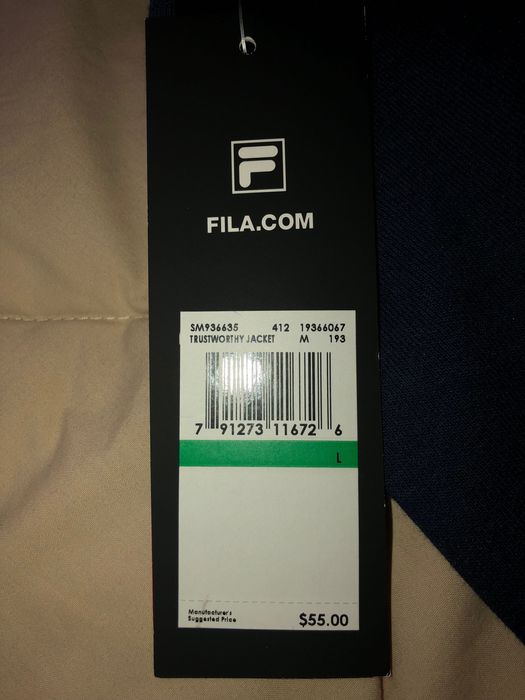 F
FILA.COM
SM936635 412 19366067
TRUSTWORTHY JACKET M 193
7 91273 11672 6
L
Manufacturer's
Suggested Price
$55.00